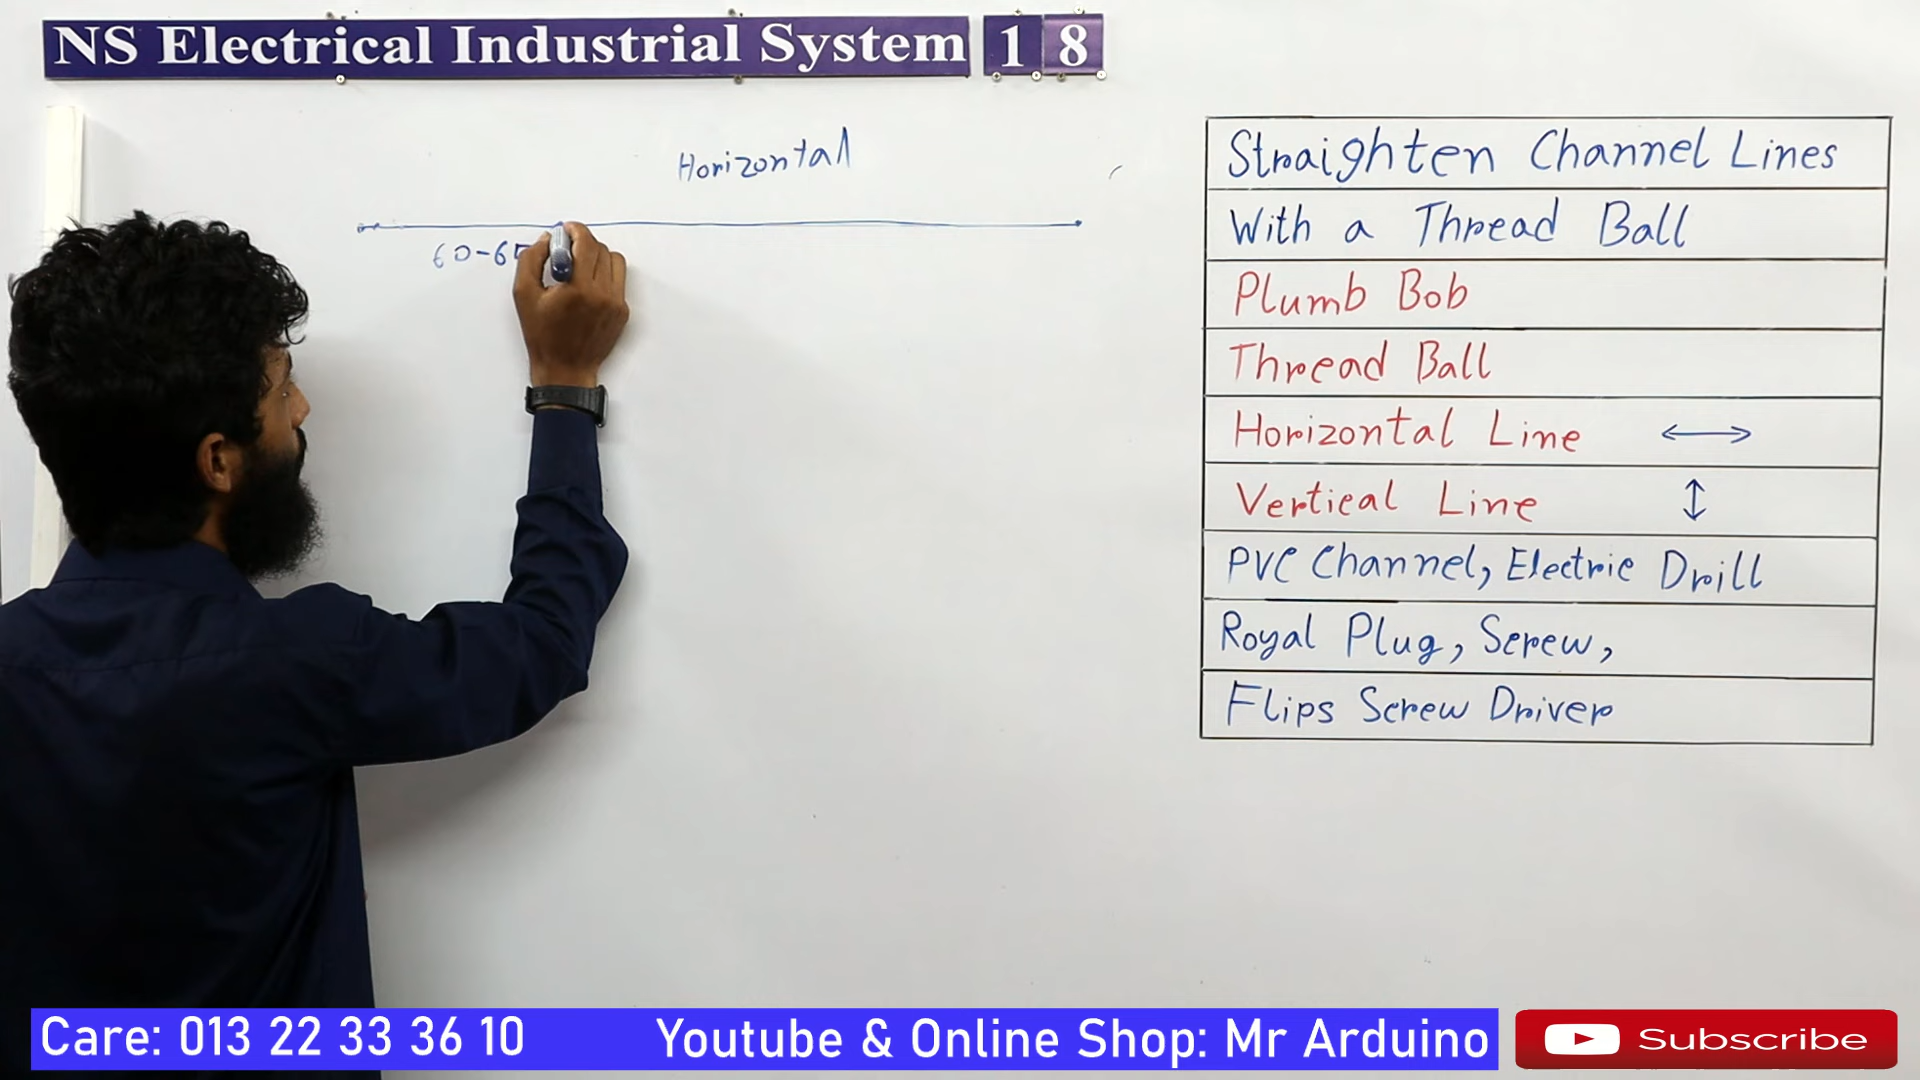 NS Electrical Industrial System 18
Horizontal
Straighten Channel Lines
With a Thread Ball
Plumb Bob
Thread Ball
Horizontal Line ↔
Vertical Line ↕
PVC Channel, Electric Drill
Royal Plug, Screw,
Flips Screw Driver
Care: 013 22 33 36 10
Youtube & Online Shop: Mr Arduino
Subscribe